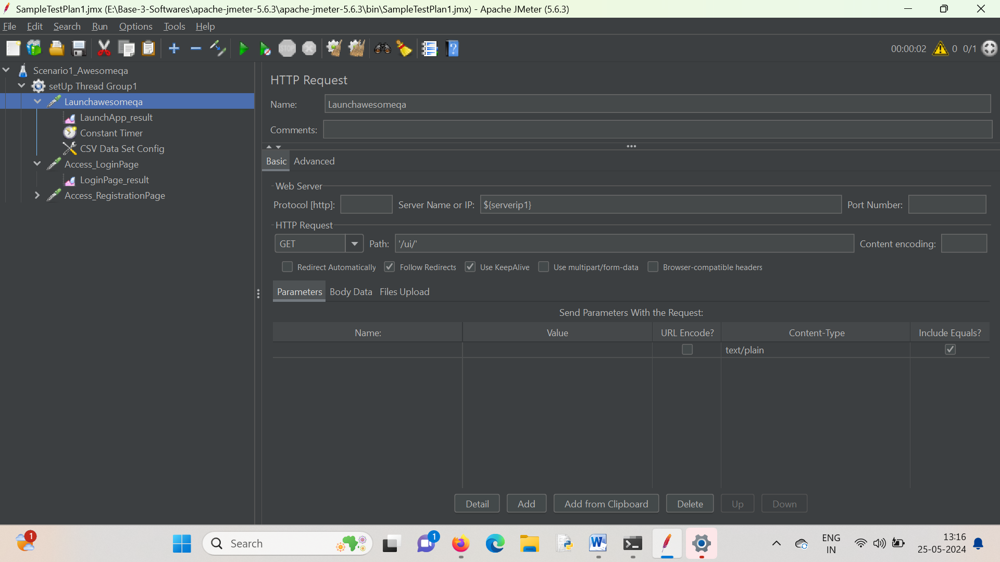 SampleTestPlan1.jmx (E:\Base-3-Softwares\apache-jmeter-5.6.3\apache-jmeter-5.6.3\bin\SampleTestPlan1.jmx) - Apache JMeter (5.6.3)
File Edit Search Run Options Tools Help
STOP
00:00:02 0 0/1
Scenario1_Awesomeqa
setUp Thread Group1
Launchawesomeqa
LaunchApp_result
Constant Timer
CSV Data Set Config
Access_LoginPage
LoginPage_result
Access_RegistrationPage
HTTP Request
Name: Launchawesomeqa
Comments:
Basic Advanced
Web Server
Protocol [http]: Server Name or IP: ${serverip1} Port Number:
HTTP Request
GET Path: '/ui/' Content encoding:
Redirect Automatically Follow Redirects Use KeepAlive Use multipart/form-data Browser-compatible headers
Parameters Body Data Files Upload
Send Parameters With the Request:
Name: Value URL Encode? Content-Type Include Equals?
text/plain
Detail Add Add from Clipboard Delete Up Down
1 Search 1 ENG 13:16
IN 25-05-2024